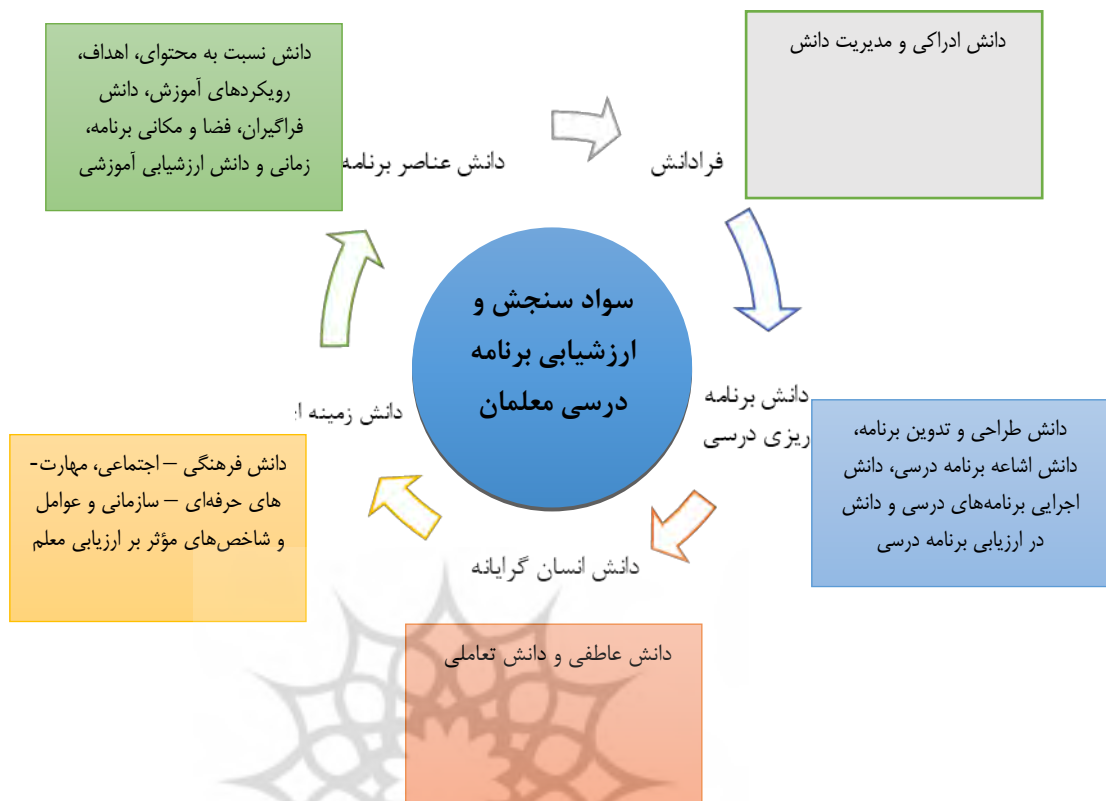 دانش ادراکی و مدیریت دانش
دانش نسبت به محتوای، اهداف،
رویکردهای آموزش، دانش
فراگیران، فضا و مکانی برنامه،
زمانی و دانش ارزشیابی آموزشی
فرادانش
دانش عناصر برنامه
سواد سنجش و
ارزشیابی برنامه
درسی معلمان
دانش برنامه
ریزی درسی
دانش زمینه ا
دانش طراحی و تدوین برنامه،
دانش اشاعه برنامه درسی، دانش
اجرایی برنامه‌های درسی و دانش
در ارزیابی برنامه درسی
دانش فرهنگی – اجتماعی، مهارت-
های حرفه‌ای – سازمانی و عوامل
و شاخص‌های مؤثر بر ارزیابی معلم
دانش انسان گرایانه
دانش عاطفی و دانش تعاملی